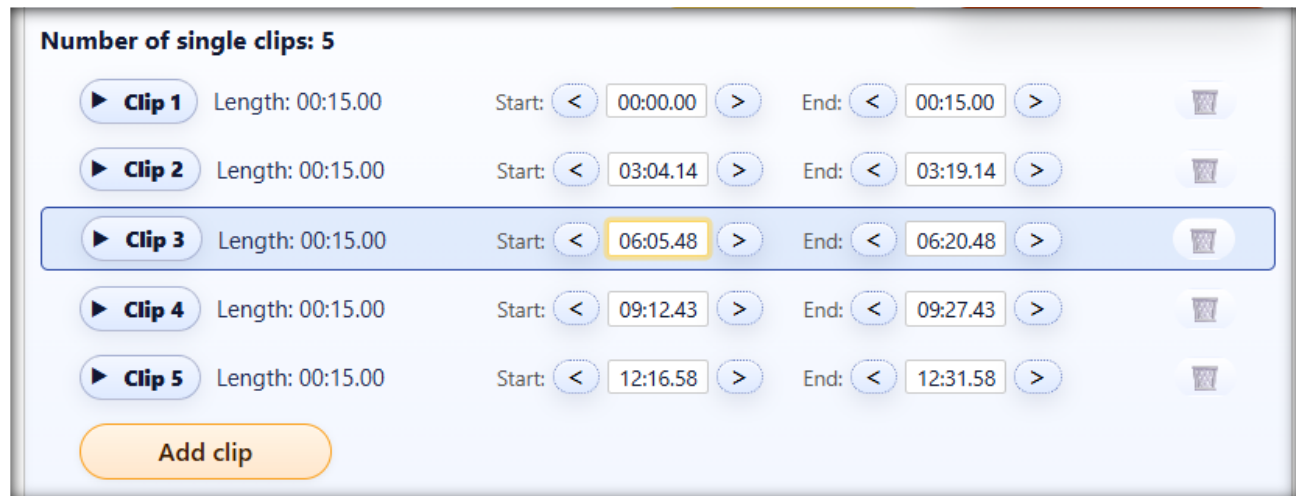 Number of single clips: 5
Clip 1 Length: 00:15.00 Start: < 00:00.00 > End: < 00:15.00 >
Clip 2 Length: 00:15.00 Start: < 03:04.14 > End: < 03:19.14 >
Clip 3 Length: 00:15.00 Start: < 06:05.48 > End: < 06:20.48 >
Clip 4 Length: 00:15.00 Start: < 09:12.43 > End: < 09:27.43 >
Clip 5 Length: 00:15.00 Start: < 12:16.58 > End: < 12:31.58 >
Add clip